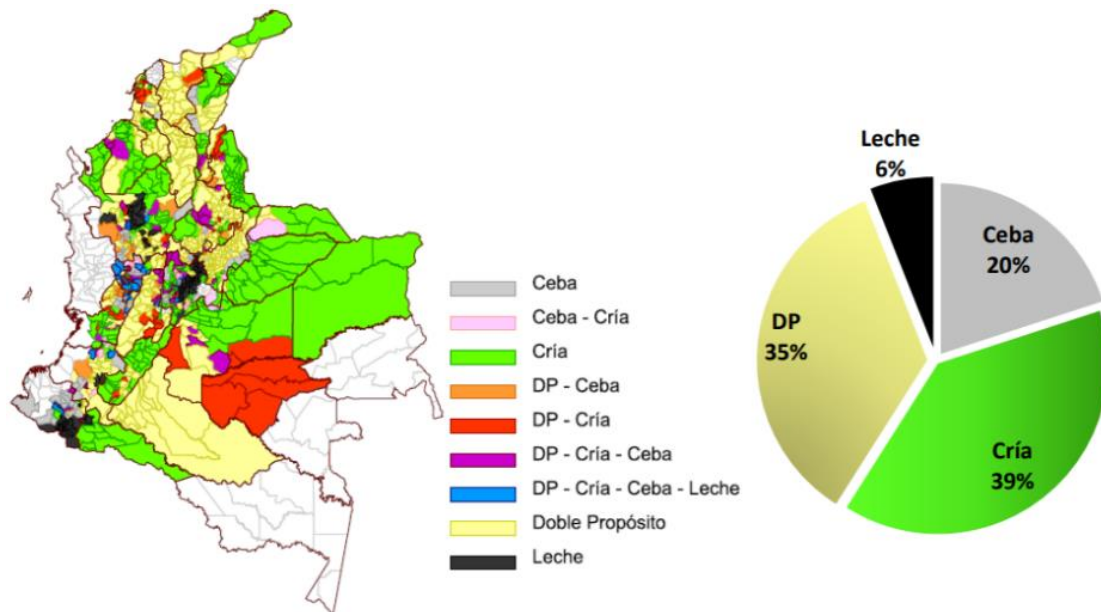 Ceba
Ceba - Cría
Cría
DP - Ceba
DP - Cría
DP - Cría - Ceba
DP - Cría - Ceba - Leche
Doble Propósito
Leche
Leche
6%
Ceba
20%
DP
35%
Cría
39%